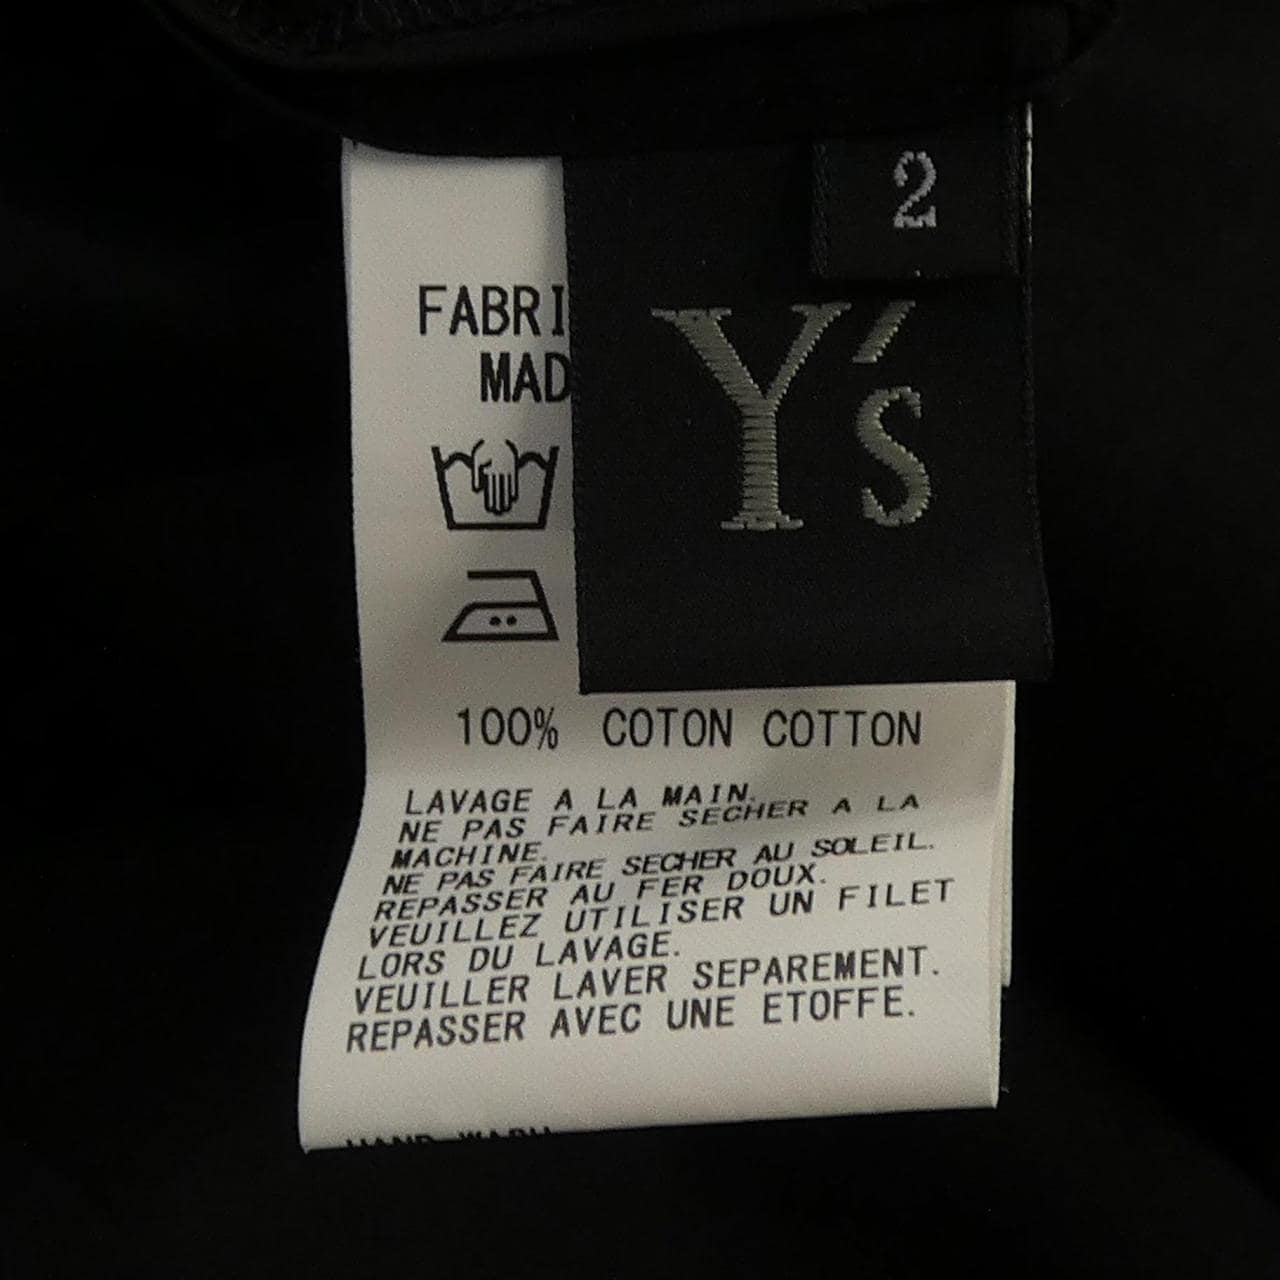 2
Y's
FABRI
MAD
100% COTON COTTON
LAVAGE A LA MAIN.
NE PAS FAIRE SECHER A LA
MACHINE.
NE PAS FAIRE SECHER AU SOLEIL.
REPASSER AU FER DOUX.
VEUILLEZ UTILISER UN FILET
LORS DU LAVAGE.
VEUILLER LAVER SEPAREMENT.
REPASSER AVEC UNE ETOFFE.
HAND WASH